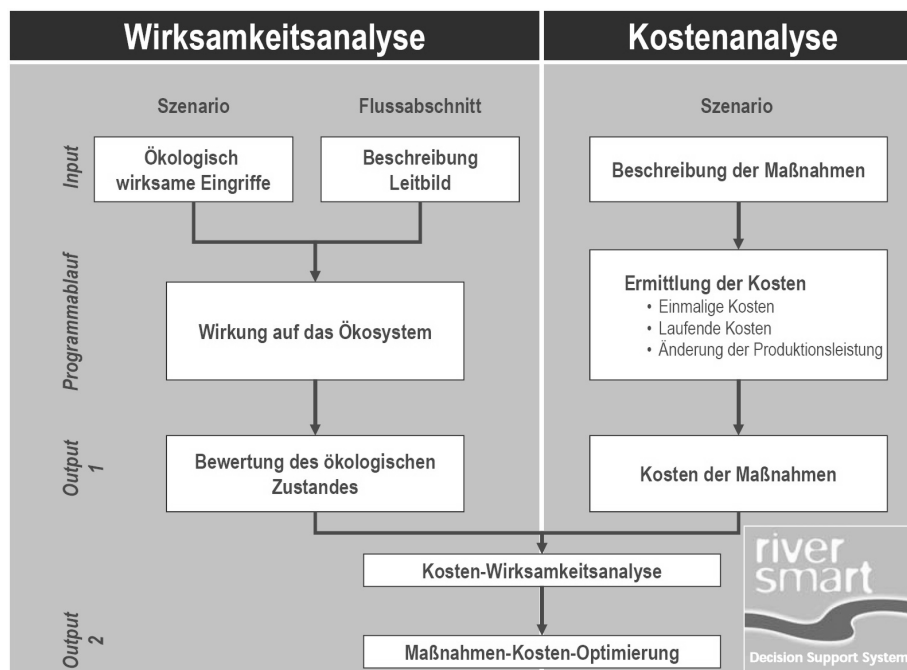 Wirksamkeitsanalyse
Kostenanalyse
Szenario
Flussabschnitt
Szenario
Input
Ökologisch
wirksame Eingriffe
Beschreibung
Leitbild
Beschreibung der Maßnahmen
Programmablauf
Wirkung auf das Ökosystem
Ermittlung der Kosten
• Einmalige Kosten
• Laufende Kosten
• Änderung der Produktionsleistung
Output
1
Bewertung des ökologischen
Zustandes
Kosten der Maßnahmen
Kosten-Wirksamkeitsanalyse
Output
2
Maßnahmen-Kosten-Optimierung
river
smart
Decision Support System